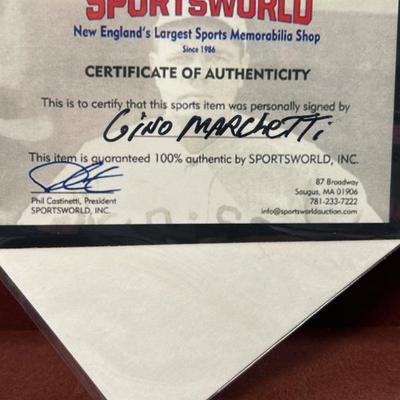 SPORTSWORLD
New England's Largest Sports Memorabilia Shop
Since 1986
CERTIFICATE OF AUTHENTICITY
This is to certify that this sports item was personally signed by
Gino Marchetti
This item is guaranteed 100% authentic by SPORTSWORLD, INC.
Phil Castinetti, President
SPORTSWORLD, INC.
87 Broadway
Saugus, MA 01906
781-233-7222
info@sportsworldauction.com